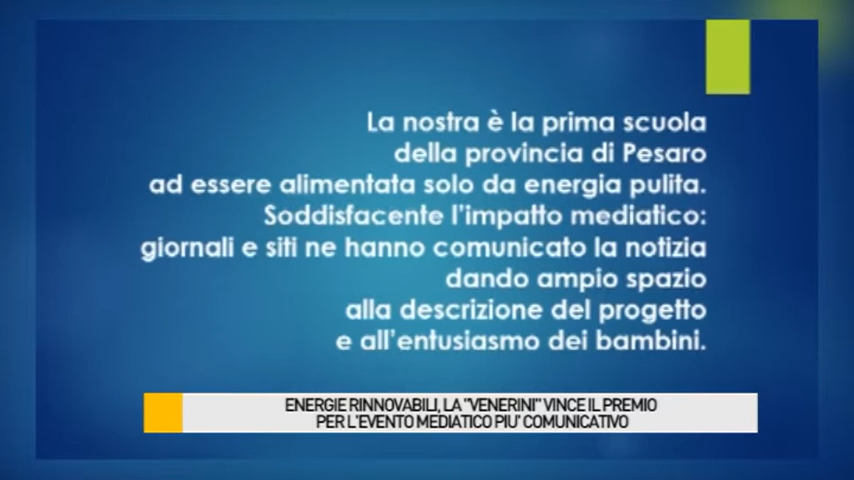 La nostra è la prima scuola
della provincia di Pesaro
ad essere alimentata solo da energia pulita.
Soddisfacente l'impatto mediatico:
giornali e siti ne hanno comunicato la notizia
dando ampio spazio
alla descrizione del progetto
e all'entusiasmo dei bambini.
ENERGIE RINNOVABILI, LA "VENERINI" VINCE IL PREMIO
PER L'EVENTO MEDIATICO PIU' COMUNICATIVO